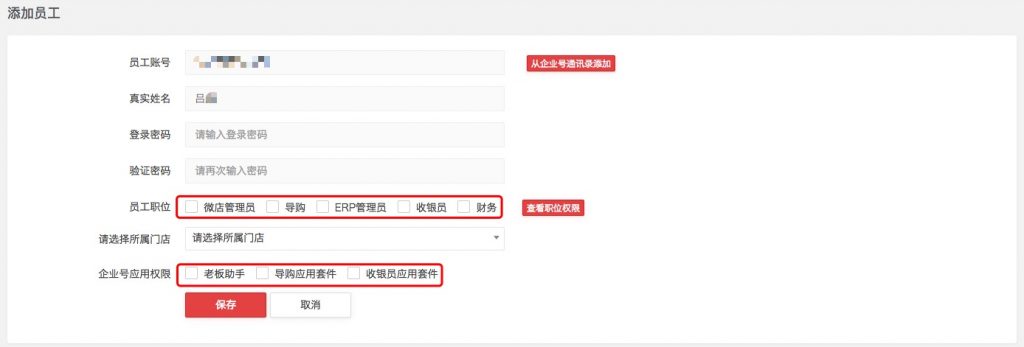 添加员工
员工账号 从企业号通讯录添加
真实姓名 吕
登录密码 请输入登录密码
验证密码 请再次输入密码
员工职位 微店管理员 导购 ERP管理员 收银员 财务 查看职位权限
请选择所属门店 请选择所属门店
企业号应用权限 老板助手 导购应用套件 收银员应用套件
保存 取消